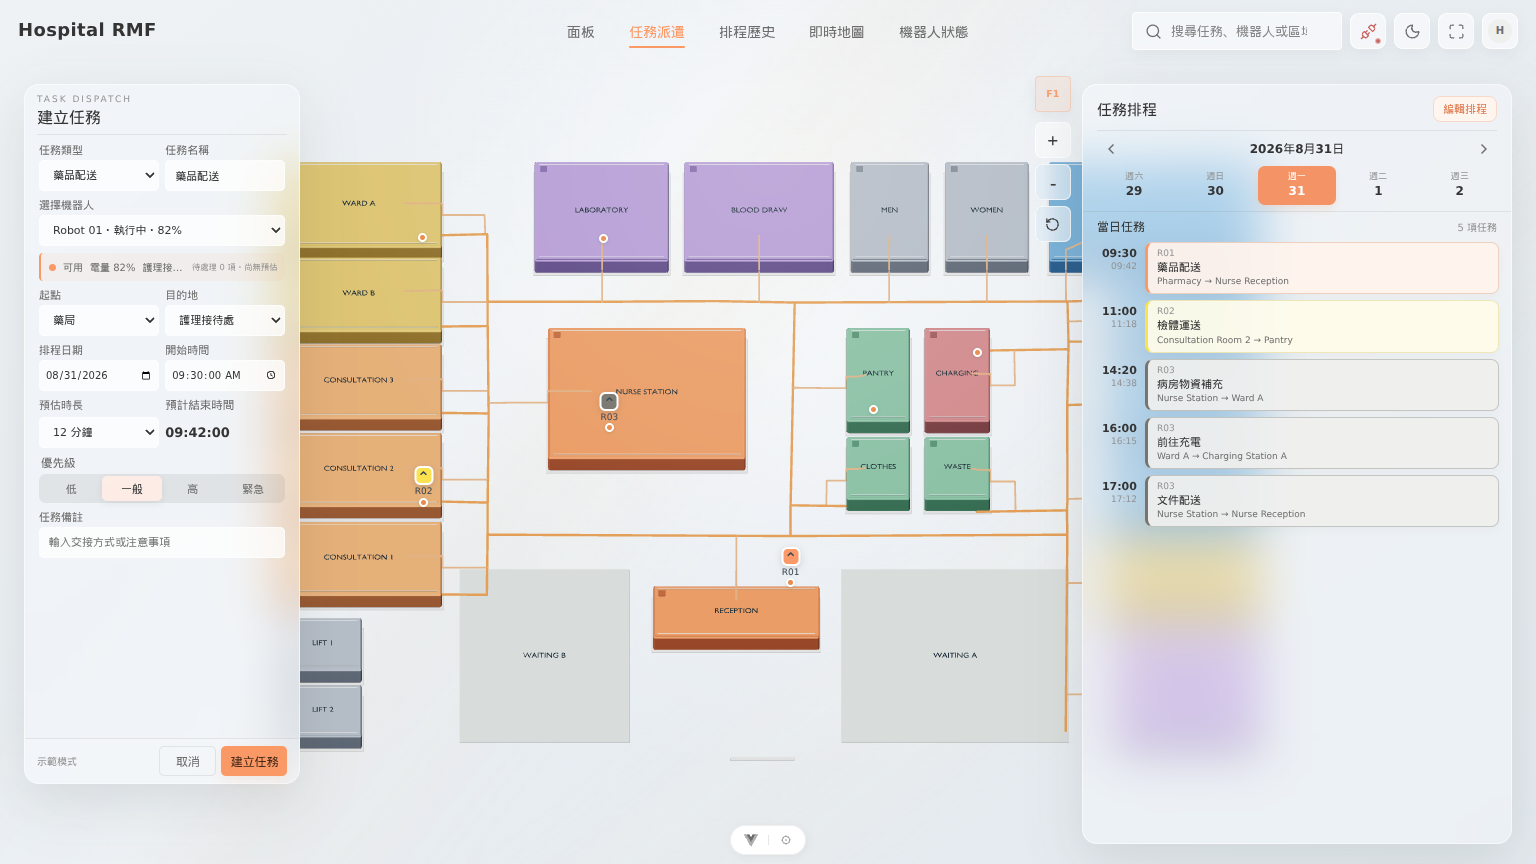 Hospital RMF
面板
任務派遣
排程歷史
即時地圖
機器人狀態
搜尋任務、機器人或區域
H
TASK DISPATCH
建立任務
任務類型
任務名稱
藥品配送
藥品配送
選擇機器人
Robot 01・執行中・82%
可用 電量 82% 護理接... 待處理 0 項・尚無預估
起點
目的地
藥局
護理接待處
排程日期
開始時間
08/31/2026
09:30:00 AM
預估時長
預計結束時間
12 分鐘
09:42:00
優先級
低
一般
高
緊急
任務備註
輸入交接方式或注意事項
示範模式
取消
建立任務
WARD A
WARD B
CONSULTATION 3
CONSULTATION 2
CONSULTATION 1
LIFT 1
LIFT 2
LABORATORY
BLOOD DRAW
MEN
WOMEN
NURSE STATION
R03
R02
PANTRY
CHARGING
CLOTHES
WASTE
R01
RECEPTION
WAITING B
WAITING A
F1
+
-
任務排程
編輯排程
2026年8月31日
週六
29
週日
30
週一
31
週二
1
週三
2
當日任務
5 項任務
09:30
09:42
R01
藥品配送
Pharmacy → Nurse Reception
11:00
11:18
R02
檢體運送
Consultation Room 2 → Pantry
14:20
14:38
R03
病房物資補充
Nurse Station → Ward A
16:00
16:15
R03
前往充電
Ward A → Charging Station A
17:00
17:12
R03
文件配送
Nurse Station → Nurse Reception